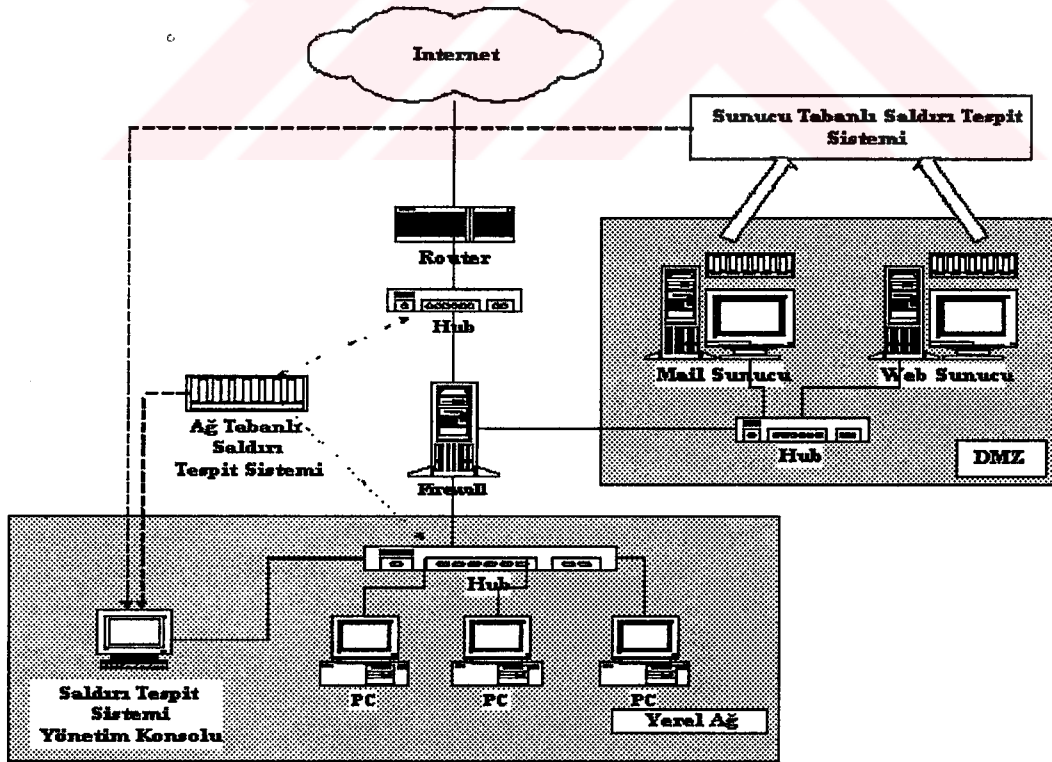 Internet
Sunucu Tabanlı Saldırı Tespit
Sistemi
Router
Hub
Mail Sunucu
Web Sunucu
Ağ Tabanlı
Saldırı
Tespit Sistemi
Firewall
Hub
DMZ
Hub
Saldırı Tespit
Sistemi
Yönetim Konsolu
PC
PC
PC
Yerel Ağ